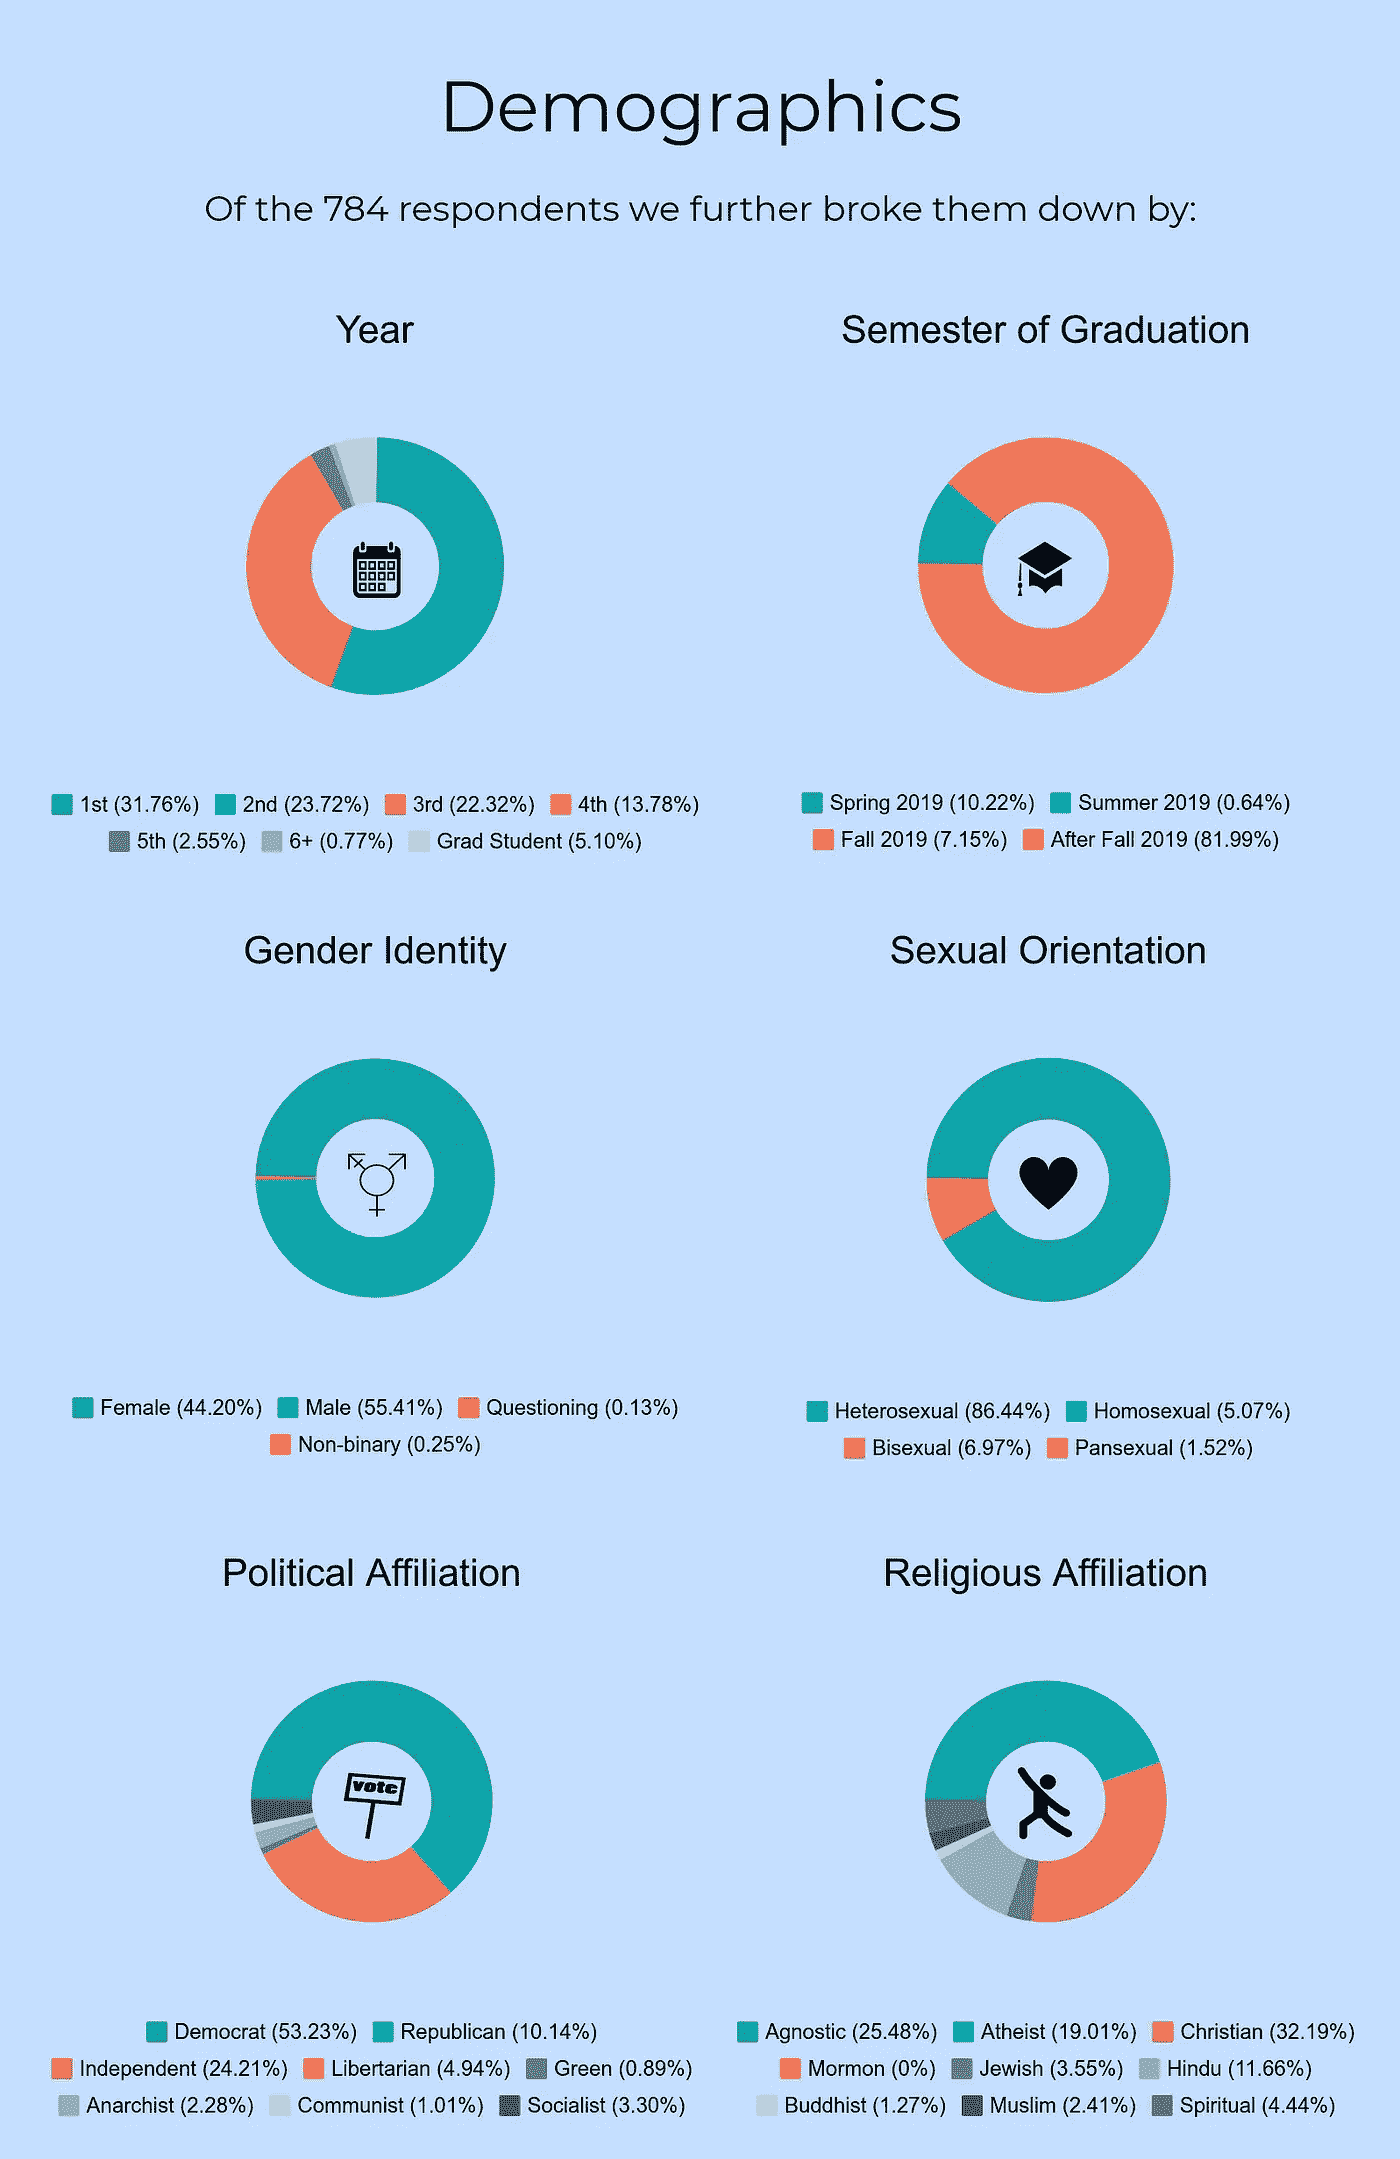 Demographics
Of the 784 respondents we further broke them down by:
Year
1st (31.76%) 2nd (23.72%) 3rd (22.32%) 4th (13.78%)
5th (2.55%) 6+ (0.77%) Grad Student (5.10%)
Semester of Graduation
Spring 2019 (10.22%) Summer 2019 (0.64%)
Fall 2019 (7.15%) After Fall 2019 (81.99%)
Gender Identity
Female (44.20%) Male (55.41%) Questioning (0.13%)
Non-binary (0.25%)
Sexual Orientation
Heterosexual (86.44%) Homosexual (5.07%)
Bisexual (6.97%) Pansexual (1.52%)
Political Affiliation
vote
Democrat (53.23%) Republican (10.14%)
Independent (24.21%) Libertarian (4.94%) Green (0.89%)
Anarchist (2.28%) Communist (1.01%) Socialist (3.30%)
Religious Affiliation
Agnostic (25.48%) Atheist (19.01%) Christian (32.19%)
Mormon (0%) Jewish (3.55%) Hindu (11.66%)
Buddhist (1.27%) Muslim (2.41%) Spiritual (4.44%)